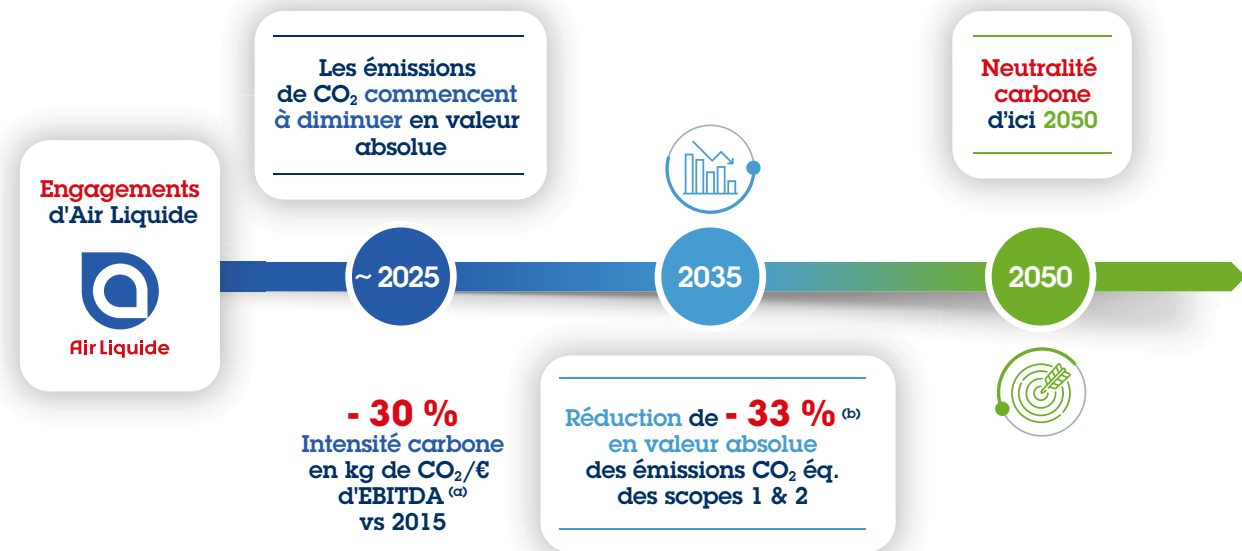 Engagements
d'Air Liquide
Air Liquide
Les émissions
de CO₂ commencent
à diminuer en valeur
absolue
~ 2025
- 30 %
Intensité carbone
en kg de CO₂/€
d'EBITDA (a)
vs 2015
2035
Réduction de - 33 % (b)
en valeur absolue
des émissions CO₂ éq.
des scopes 1 & 2
Neutralité
carbone
d'ici 2050
2050